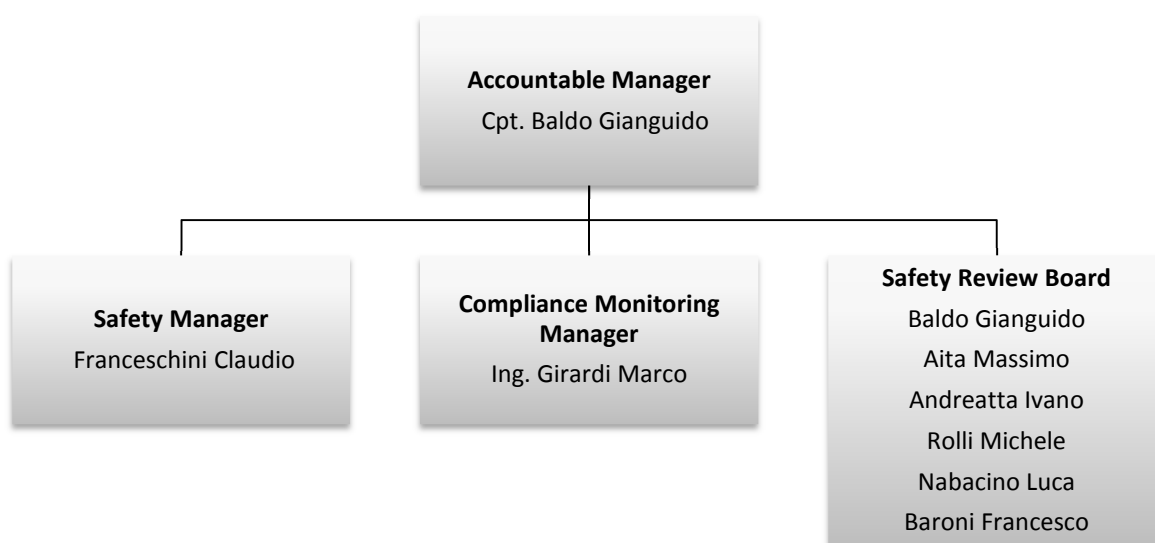 Accountable Manager
Cpt. Baldo Gianguido
Safety Manager
Franceschini Claudio
Compliance Monitoring
Manager
Ing. Girardi Marco
Safety Review Board
Baldo Gianguido
Aita Massimo
Andreatta Ivano
Rolli Michele
Nabacino Luca
Baroni Francesco